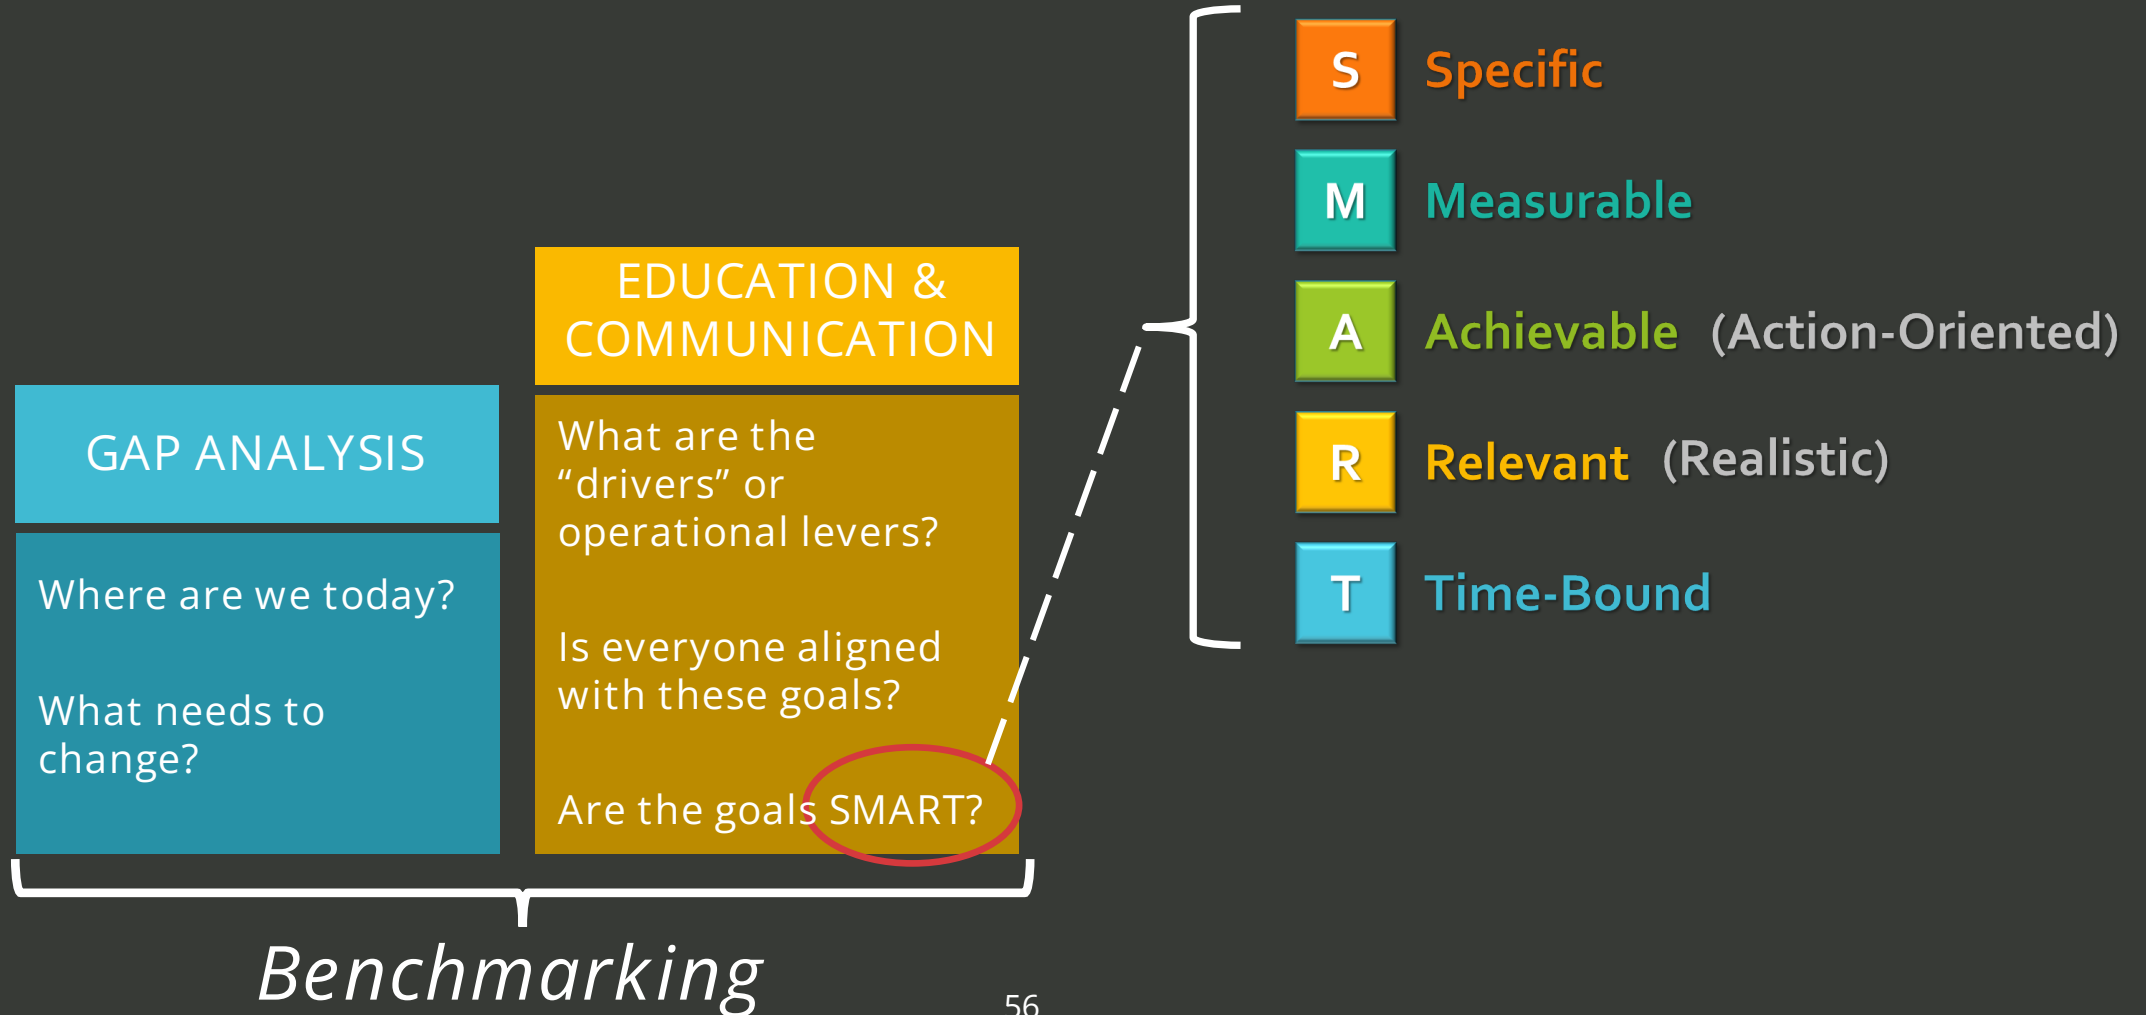 GAP ANALYSIS
Where are we today?
What needs to
change?
EDUCATION &
COMMUNICATION
What are the
“drivers” or
operational levers?
Is everyone aligned
with these goals?
Are the goals SMART?
Benchmarking
S Specific
M Measurable
A Achievable (Action-Oriented)
R Relevant (Realistic)
T Time-Bound
56